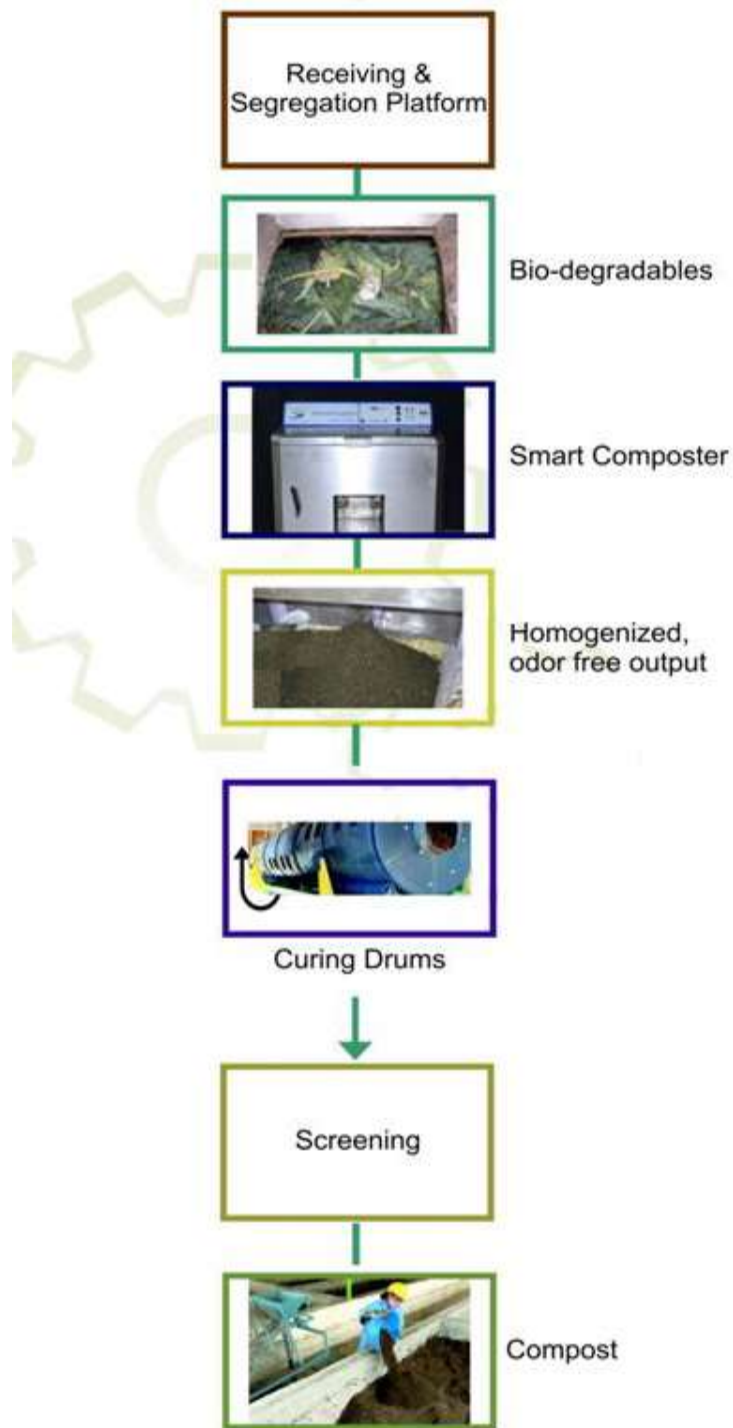 Receiving &
Segregation Platform
Bio-degradables
Smart Composter
Homogenized,
odor free output
Curing Drums
Screening
Compost